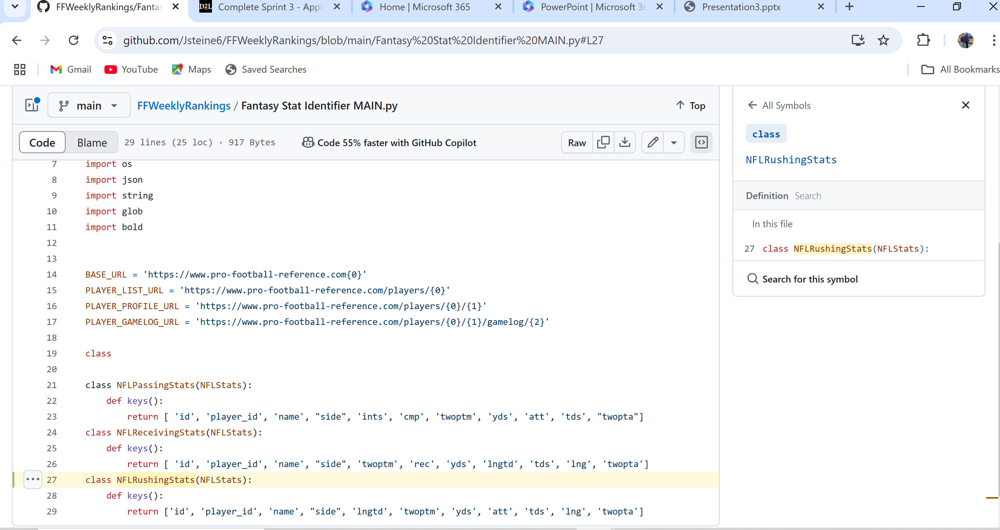 FFWeeklyRankings/Fantas
D2L Complete Sprint 3 - Appli
Home | Microsoft 365
PowerPoint | Microsoft 36
Presentation3.pptx
github.com/Jsteine6/FFWeeklyRankings/blob/main/Fantasy%20Stat%20Identifier%20MAIN.py#L27
Gmail
YouTube
Maps
Saved Searches
All Bookmarks
main
FFWeeklyRankings / Fantasy Stat Identifier MAIN.py
Top
Code
Blame
29 lines (25 loc) · 917 Bytes
Code 55% faster with GitHub Copilot
Raw
7 import os
8 import json
9 import string
10 import glob
11 import bold
12
13
14 BASE_URL = 'https://www.pro-football-reference.com{0}'
15 PLAYER_LIST_URL = 'https://www.pro-football-reference.com/players/{0}'
16 PLAYER_PROFILE_URL = 'https://www.pro-football-reference.com/players/{0}/{1}'
17 PLAYER_GAMELOG_URL = 'https://www.pro-football-reference.com/players/{0}/{1}/gamelog/{2}'
18
19 class
20
21 class NFLPassingStats(NFLStats):
22 def keys():
23 return [ 'id', 'player_id', 'name', "side", 'ints', 'cmp', 'twoptm', 'yds', 'att', 'tds', "twopta"]
24 class NFLReceivingStats(NFLStats):
25 def keys():
26 return [ 'id', 'player_id', 'name', "side", 'twoptm', 'rec', 'yds', 'lngtd', 'tds', 'lng', 'twopta']
27 class NFLRushingStats(NFLStats):
28 def keys():
29 return ['id', 'player_id', 'name', "side", 'lngtd', 'twoptm', 'yds', 'att', 'tds', 'lng', 'twopta']
All Symbols
class
NFLRushingStats
Definition Search
In this file
27 class NFLRushingStats(NFLStats):
Search for this symbol